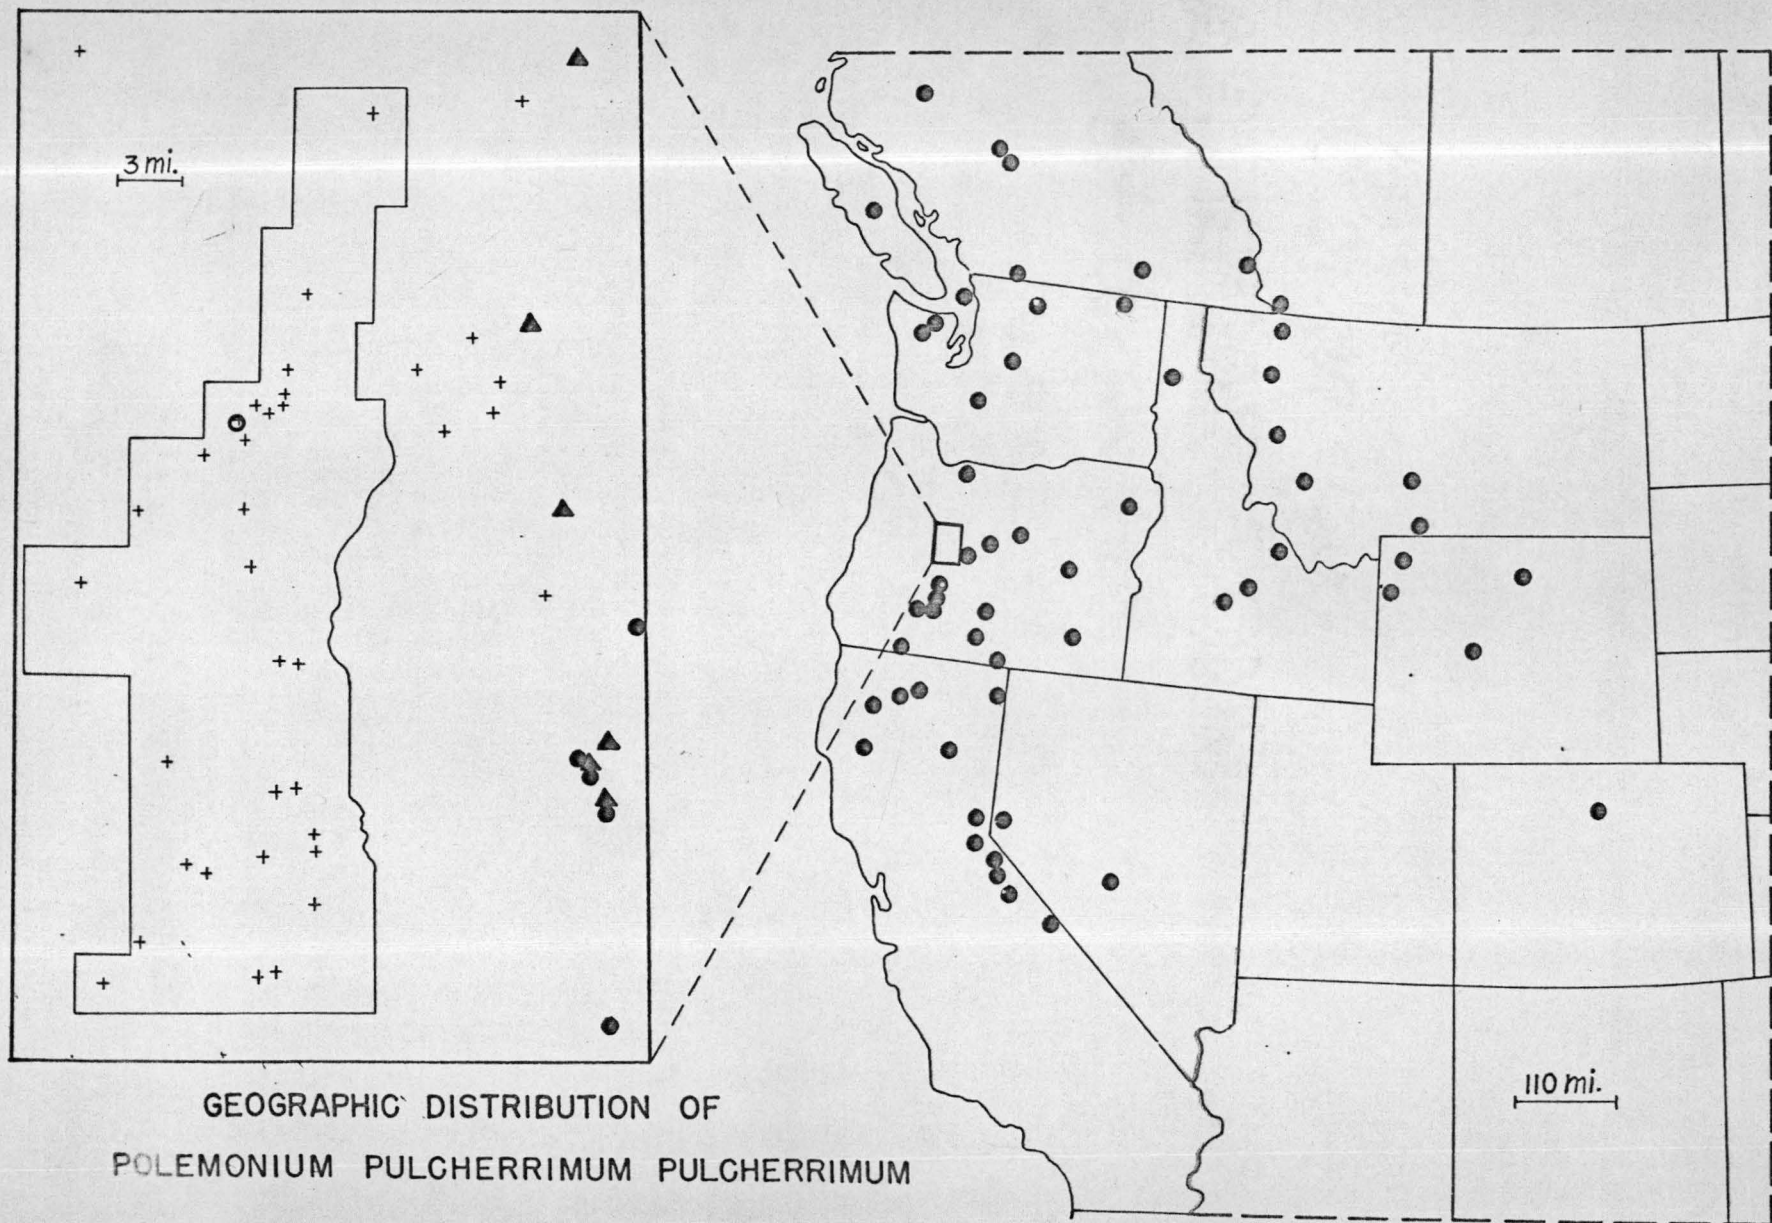 3 mi.
110 mi.
GEOGRAPHIC DISTRIBUTION OF
POLEMONIUM PULCHERRIMUM PULCHERRIMUM